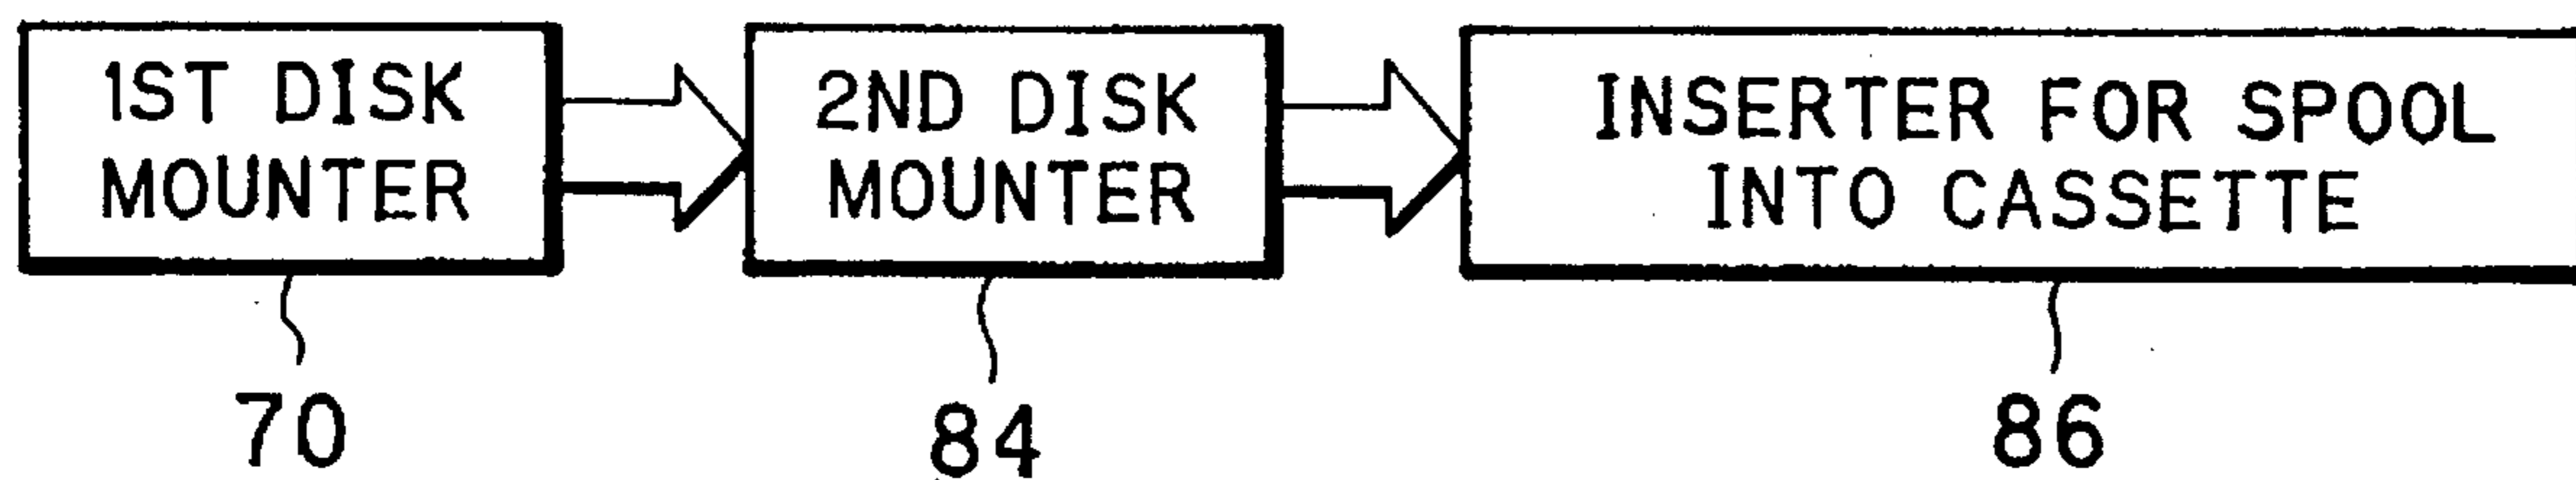 1ST DISK
MOUNTER
2ND DISK
MOUNTER
INSERTER FOR SPOOL
INTO CASSETTE
70
84
86